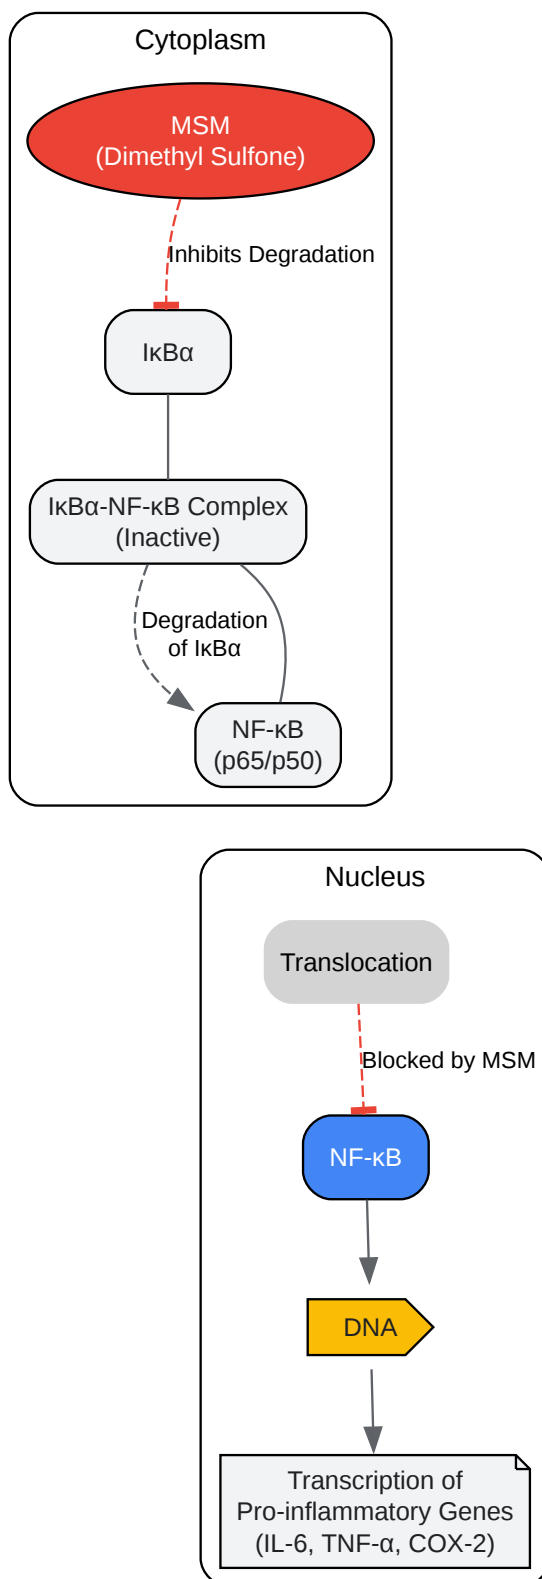 Cytoplasm
MSM
(Dimethyl Sulfone)
Inhibits Degradation
IκBα
IκBα-NF-κB Complex
(Inactive)
Degradation
of IκBα
NF-κB
(p65/p50)
Nucleus
Translocation
Blocked by MSM
NF-κB
DNA
Transcription of
Pro-inflammatory Genes
(IL-6, TNF-α, COX-2)